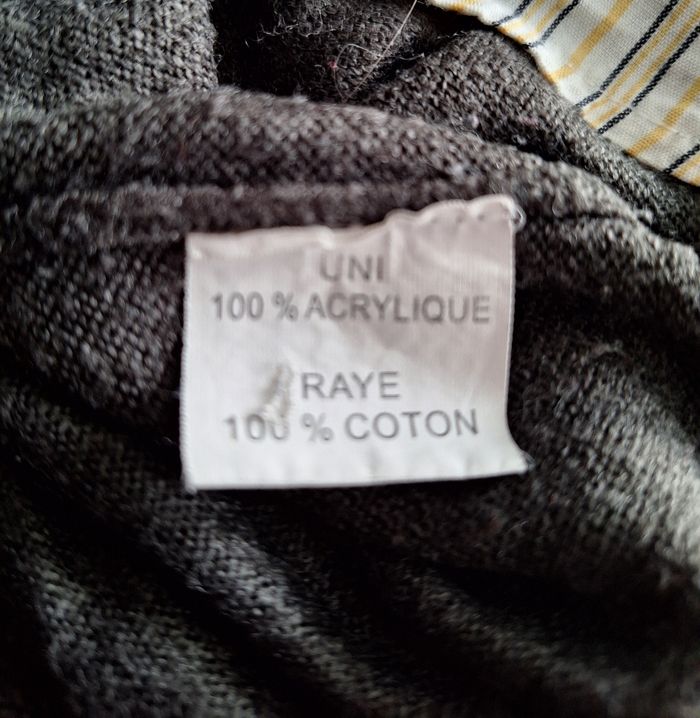 UNI
100 % ACRYLIQUE
RAYE
100 % COTON